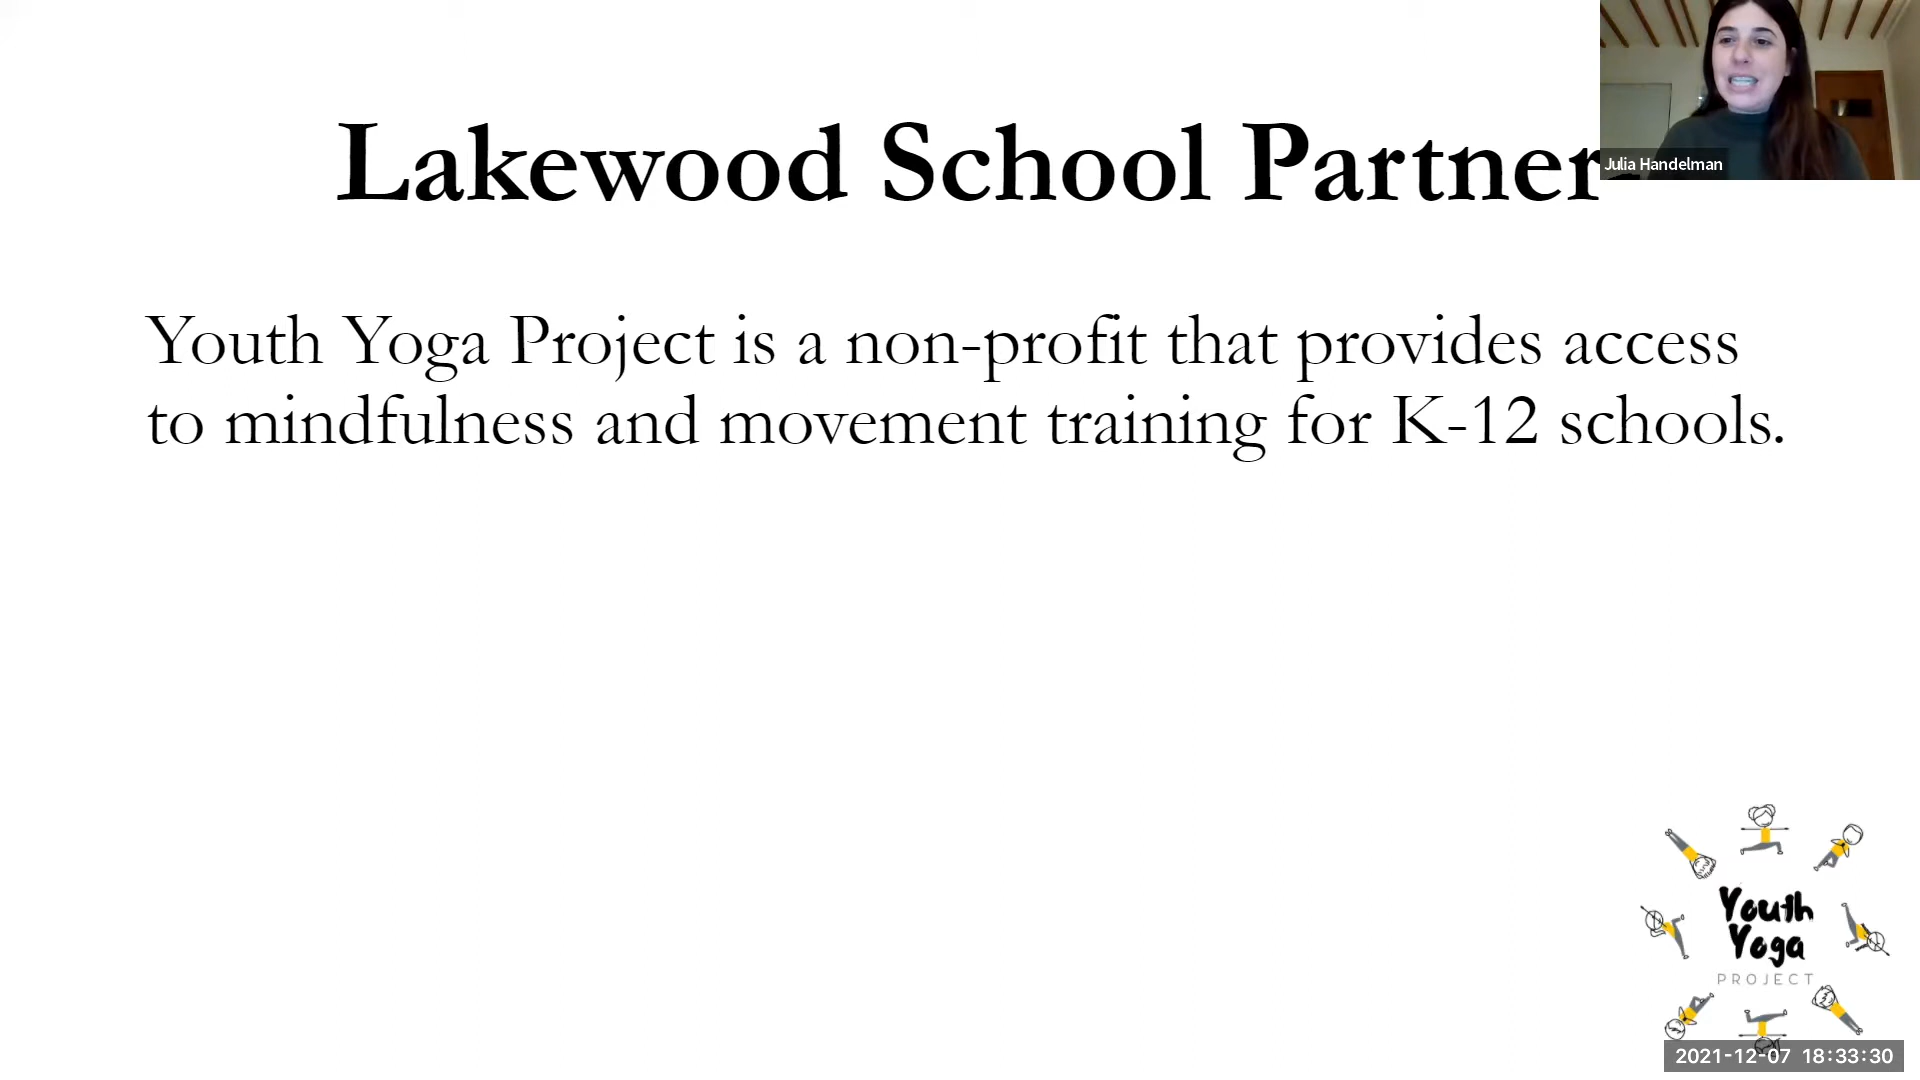 Lakewood School Partner
Julia Handelman
Youth Yoga Project is a non-profit that provides access
to mindfulness and movement training for K-12 schools.
Youth
Yoga
PROJECT
2021-12-07 18:33:30